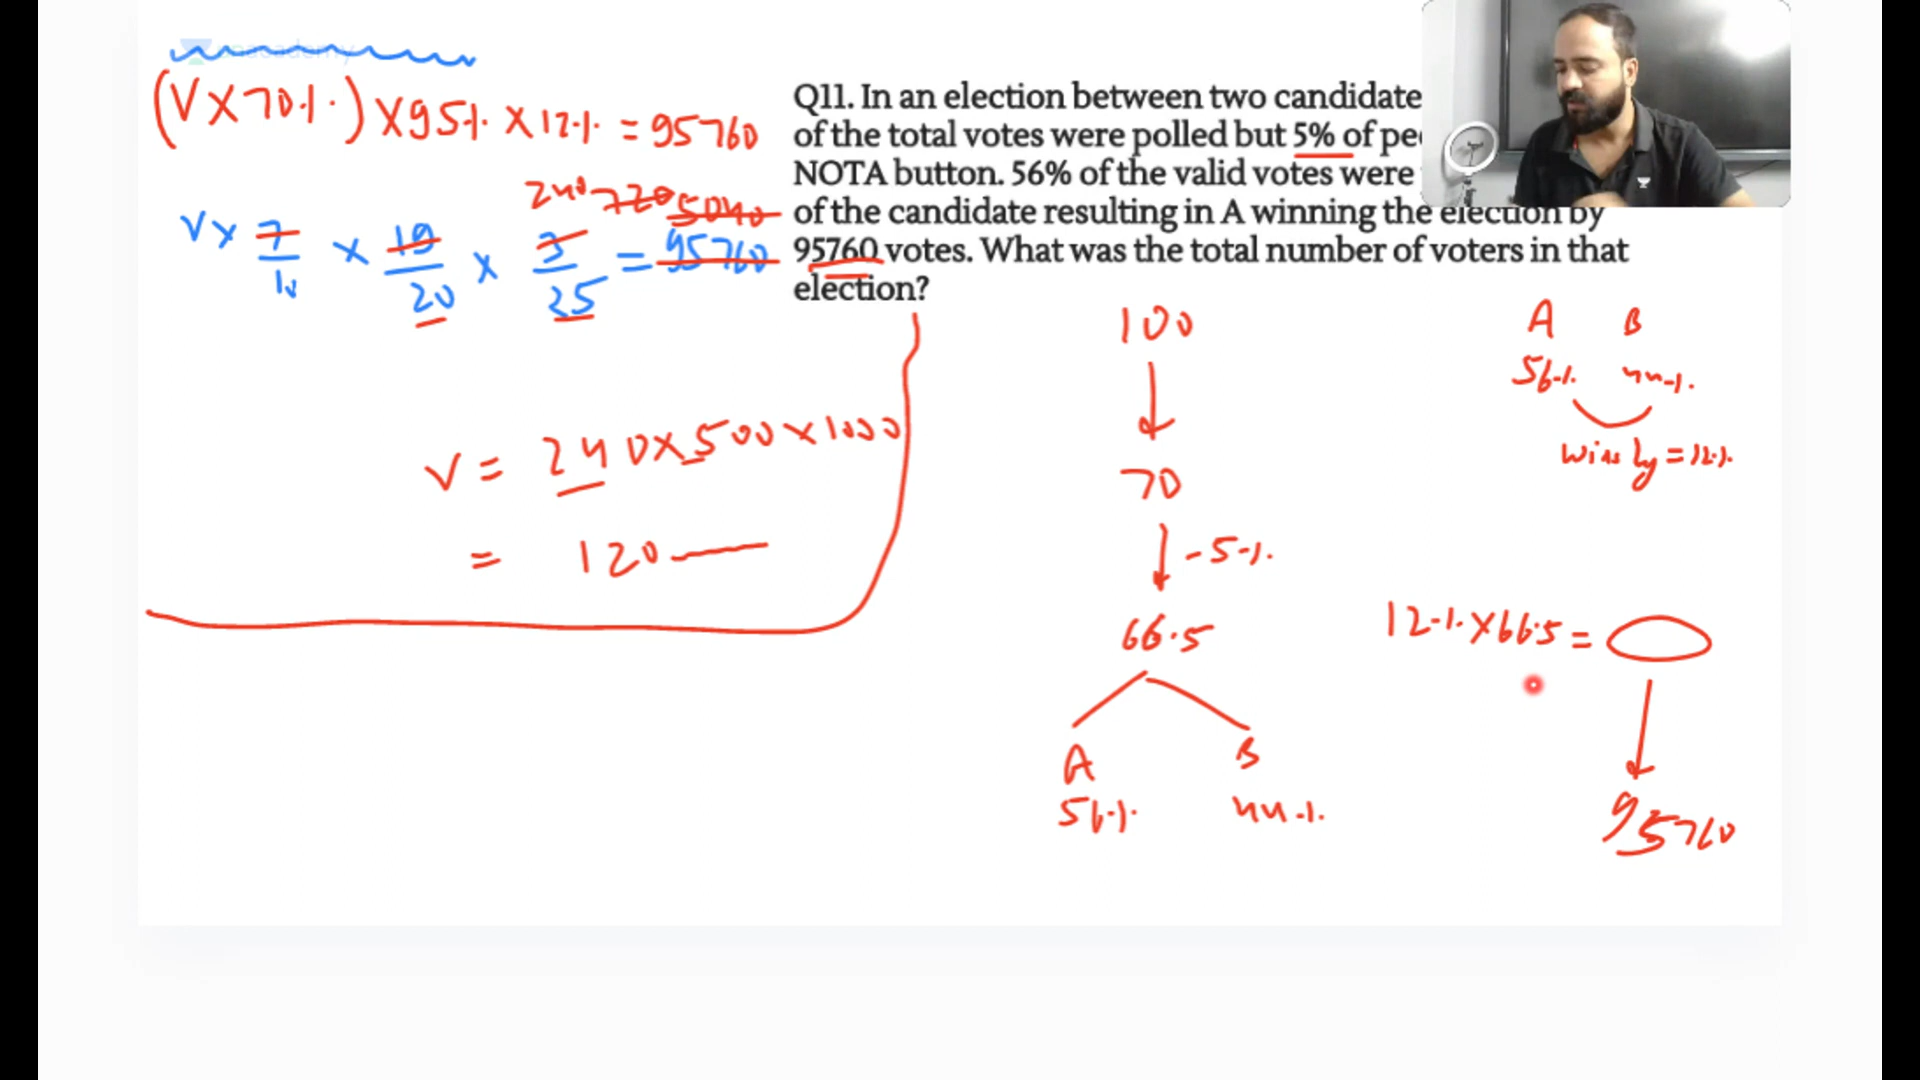 (V X 70%) X 95% X 12% = 95760
240 720 5040
V X 7/10 X 19/20 X 3/25 = 95760
V = 240 X 500 X 1000
= 120
Q11. In an election between two candidate
of the total votes were polled but 5% of pe
NOTA button. 56% of the valid votes were
of the candidate resulting in A winning the election by
95760 votes. What was the total number of voters in that
election?
100
70
-5%
66.5
A B
56% 44%
A B
56% 44%
Win by = 12%
12% X 66.5 =
95760